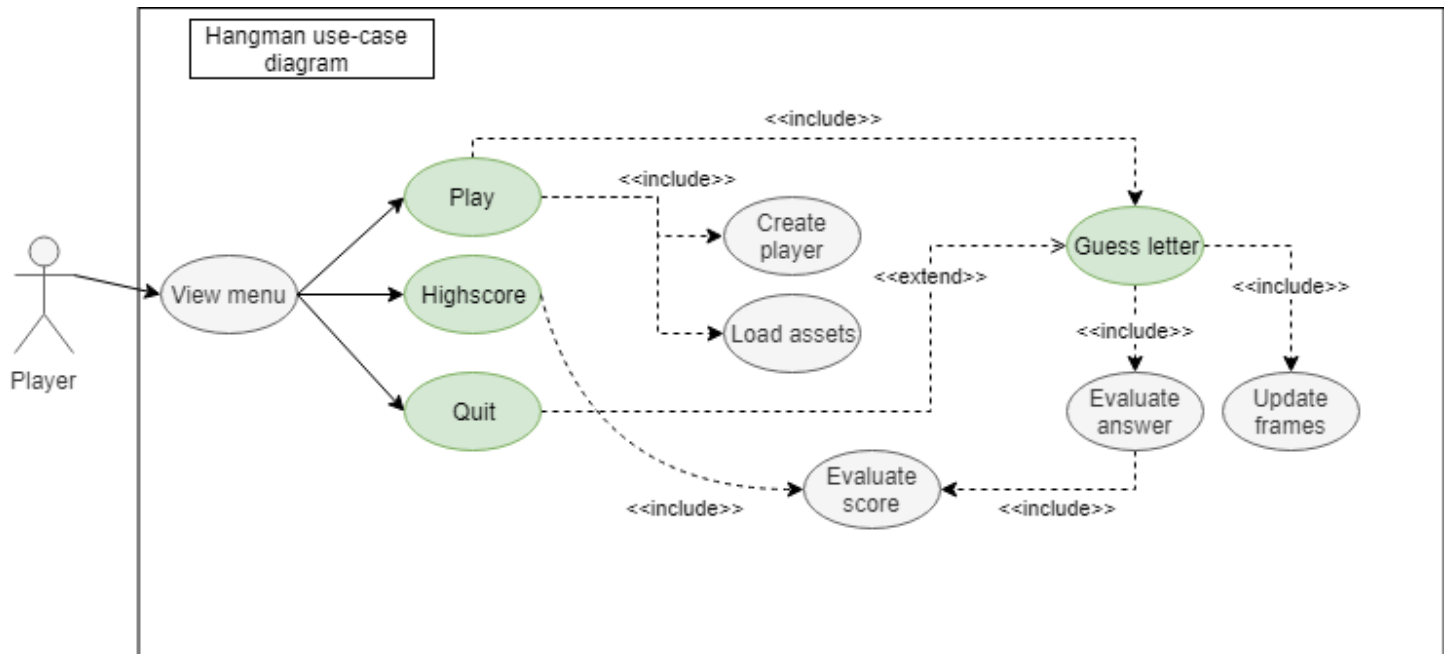 Hangman use-case
diagram
<<include>>
Play
<<include>>
Create
player
Guess letter
<<extend>>
<<include>>
View menu
Highscore
Load assets
<<include>>
Player
Quit
Evaluate
answer
Update
frames
Evaluate
score
<<include>>
<<include>>